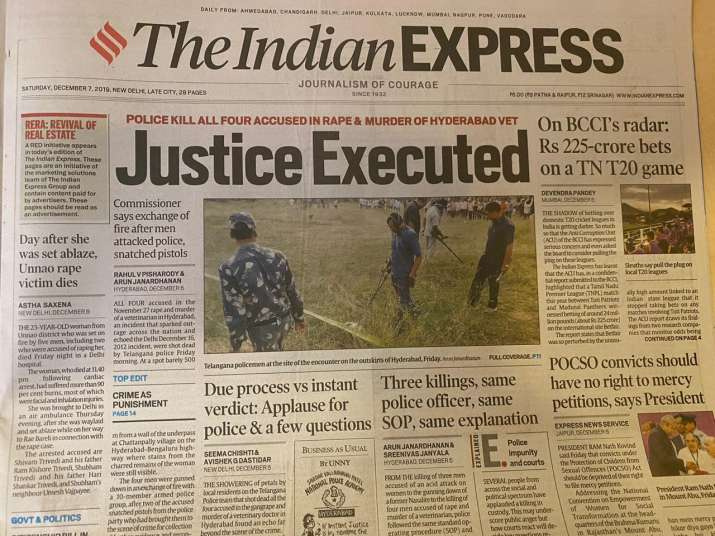 DAILY FROM: AHMEDABAD, CHANDIGARH, DELHI, JAIPUR, KOLKATA, LUCKNOW, MUMBAI, NAGPUR, PUNE, VADODARA
The Indian EXPRESS
JOURNALISM OF COURAGE
SINCE 1932
SATURDAY, DECEMBER 7, 2019, NEW DELHI, LATE CITY, 28 PAGES
WWW.INDIANEXPRESS.COM
RERA: REVIVAL OF
REAL ESTATE
A RED initiative appears
in today's edition of
The Indian Express. These
pages are an initiative of
the marketing solutions
team of The Indian
Express Group and
contain content paid for
by advertisers. These
pages should be read as
an advertisement.
Day after she
was set ablaze,
Unnao rape
victim dies
ASTHA SAXENA
NEW DELHI, DECEMBER 6
THE 23-YEAR-OLD woman from
Unnao district who was set on
fire by five men, including two
who were accused of raping her,
died Friday night in a Delhi
hospital.
The woman, who died at 11.40
pm following cardiac
arrest, had suffered more than 90
per cent burns, most of which
were facial and inhalation injuries.
She was brought to Delhi in
an air ambulance Thursday
evening, after she was waylaid
and set ablaze while on her way
to Rae Bareli in connection with
the rape case.
The arrested accused are
Shivam Trivedi and his father
Ram Kishore Trivedi, Shubham
Trivedi and his father Hari
Shankar Trivedi, and Shubham's
neighbour Umesh Vajpayee.
GOVT & POLITICS
POLICE KILL ALL FOUR ACCUSED IN RAPE & MURDER OF HYDERABAD VET
Justice Executed
Commissioner
says exchange of
fire after men
attacked police,
snatched pistols
RAHUL V PISHARODY &
ARUN JANARDHANAN
HYDERABAD, DECEMBER 6
ALL FOUR accused in the
November 27 rape and murder
of a veterinarian in Hyderabad,
an incident that sparked out-
rage across the nation and
echoed the Delhi December 16,
2012 incident, were shot dead
by Telangana police Friday
morning. At a spot barely 500
TOP EDIT
CRIME AS
PUNISHMENT
PAGE 14
m from a wall of the underpass
at Chattanpally village on the
Hyderabad-Bengaluru high-
way where stains from the
charred remains of the woman
are still visible.
The four men were gunned
down in an exchange of fire with
a 10-member armed police
group, after two of the accused
snatched pistols from the police
party who had brought them to
the scene of crime for collection
Telangana policemen at the site of the encounter on the outskirts of Hyderabad, Friday. Arun Janardhanan
FULL COVERAGE, P11
Due process vs instant
verdict: Applause for
police & a few questions
SEEMA CHISHTI &
AVISHEK G DASTIDAR
NEW DELHI, DECEMBER 6
THE SHOWERING of petals by
local residents on the Telangana
Police men that shot dead all the
four accused in the gangrape and
murder of a veterinary doctor in
Hyderabad found an echo far
beyond the scene of the crime.
BUSINESS AS USUAL
BY UNNY
HYDERABAD
Three killings, same
police officer, same
SOP, same explanation
ARUN JANARDHANAN &
SREENIVAS JANYALA
HYDERABAD, DECEMBER 6
FROM THE killing of three men
accused of an acid attack on
women to the gunning down of
a former Naxalite to the killing of
four men accused of rape and
murder of a veterinarian, police
followed the same standard op-
erating procedure (SOP) and
EXPLAINED
E
Police
impunity
and courts
SEVERAL people from
across the social and
political spectrum have
applauded a killing in
custody. This may under-
score public anger but
how courts react will de-
On BCCI's radar:
Rs 225-crore bets
on a TN T20 game
DEVENDRA PANDEY
MUMBAI, DECEMBER 6
THE SHADOW of betting over
domestic T20 cricket leagues in
India is getting darker. So much
so that the Anti Corruption Unit
(ACU) of the BCCI has expressed
serious concern and even asked
the board to consider pulling the
plug on these leagues.
The Indian Express has learnt
that the ACU has, in a confiden-
tial report submitted to the BCCI,
highlighted that a Tamil Nadu
Premier League (TNPL) match
this year between Tuti Patriots
and Madurai Panthers wit-
nessed betting of around 24 mil-
lion pounds (about Rs 225 crore)
on the international site Betfair.
The report states that Betfair
was so perturbed by the unusu-
Sleuths say pull the plug on
local T20 leagues
ally high amount linked to an
Indian state league that it
stopped taking bets on any
matches involving Tuti Patriots.
The ACU report draws its find-
ings from two research compa-
nies that monitor odds being
CONTINUED ON PAGE 4
POCSO convicts should
have no right to mercy
petitions, says President
EXPRESS NEWS SERVICE
JAIPUR, DECEMBER 6
PRESIDENT RAM Nath Kovind
said Friday that convicts under
the Protection of Children from
Sexual Offences (POCSO) Act
should be deprived of their right
to file mercy petitions.
Addressing the National
Convention on Empowerment
of Women for Social
Transformation at the head-
quarters of the Brahma Kumaris
in Rajasthan's Mount Abu,
President Ram Nath
in Mount Abu, Friday